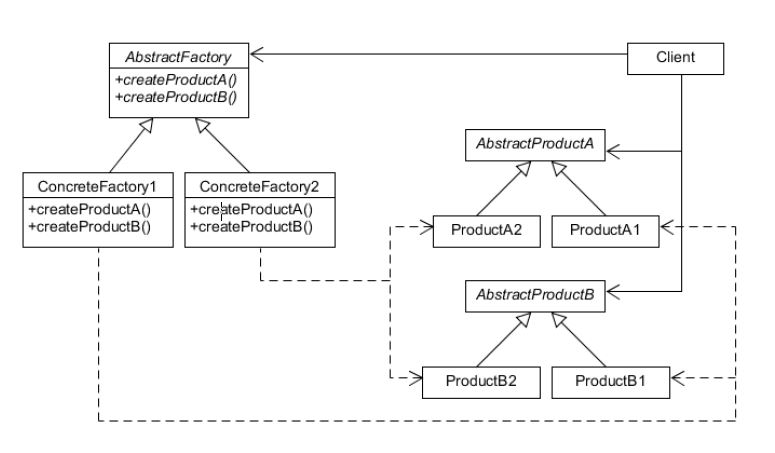 AbstractFactory
+createProductA()
+createProductB()
Client
AbstractProductA
ConcreteFactory1
+createProductA()
+createProductB()
ConcreteFactory2
+createProductA()
+createProductB()
ProductA2
ProductA1
AbstractProductB
ProductB2
ProductB1